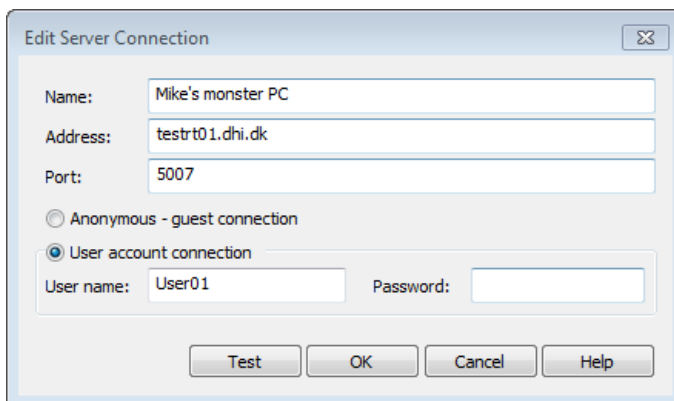 Edit Server Connection
Name: Mike's monster PC
Address: testrt01.dhi.dk
Port: 5007
Anonymous - guest connection
User account connection
User name: User01 Password:
Test OK Cancel Help